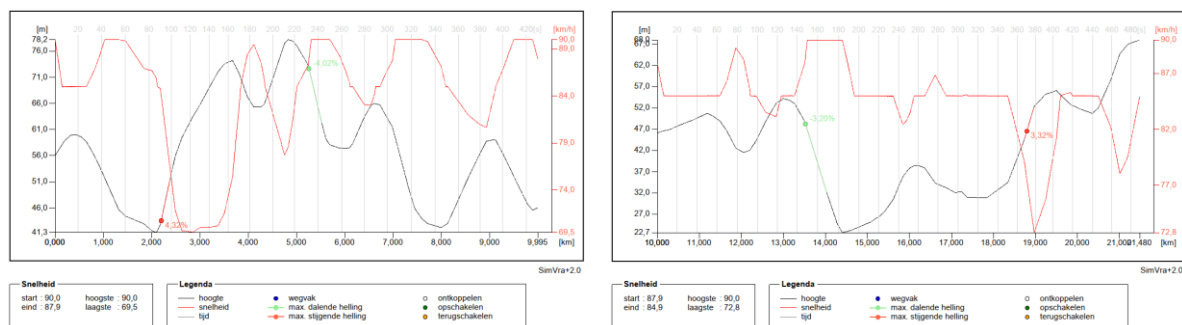 [m] 0 20 40 60 80 100 120 140 160 180 200 220 240 260 280 300 320 340 360 380 400 420[s] [km/h]
78,2 90,0
76,0 89,0
-4,02%
71,0
66,0 84,0
61,0
56,0 79,0
51,0
74,0
46,0
4,32%
41,3 69,5
0,000 1,000 2,000 3,000 4,000 5,000 6,000 7,000 8,000 9,000 9,995
[km] [km]
SimVra+2.0
Snelheid
start : 90,0 hoogste : 90,0
eind : 87,9 laagste : 69,5
Legenda
hoogte wegvak ontkoppelen
snelheid max. dalende helling opschakelen
tijd max. stijgende helling terugschakelen
[m] 0 20 40 60 80 100 120 140 160 180 200 220 240 260 280 300 320 340 360 380 400 420 440 460 480[s] [km/h]
68,0 90,0
67,0
62,0 87,0
57,0
52,0
-3,20%
47,0 82,0
3,32%
42,0
37,0
32,0 77,0
27,0
22,7 72,8
10,000 11,000 12,000 13,000 14,000 15,000 16,000 17,000 18,000 19,000 20,000 21,000 21,480
[km] [km]
SimVra+2.0
Snelheid
start : 87,9 hoogste : 90,0
eind : 84,9 laagste : 72,8
Legenda
hoogte wegvak ontkoppelen
snelheid max. dalende helling opschakelen
tijd max. stijgende helling terugschakelen